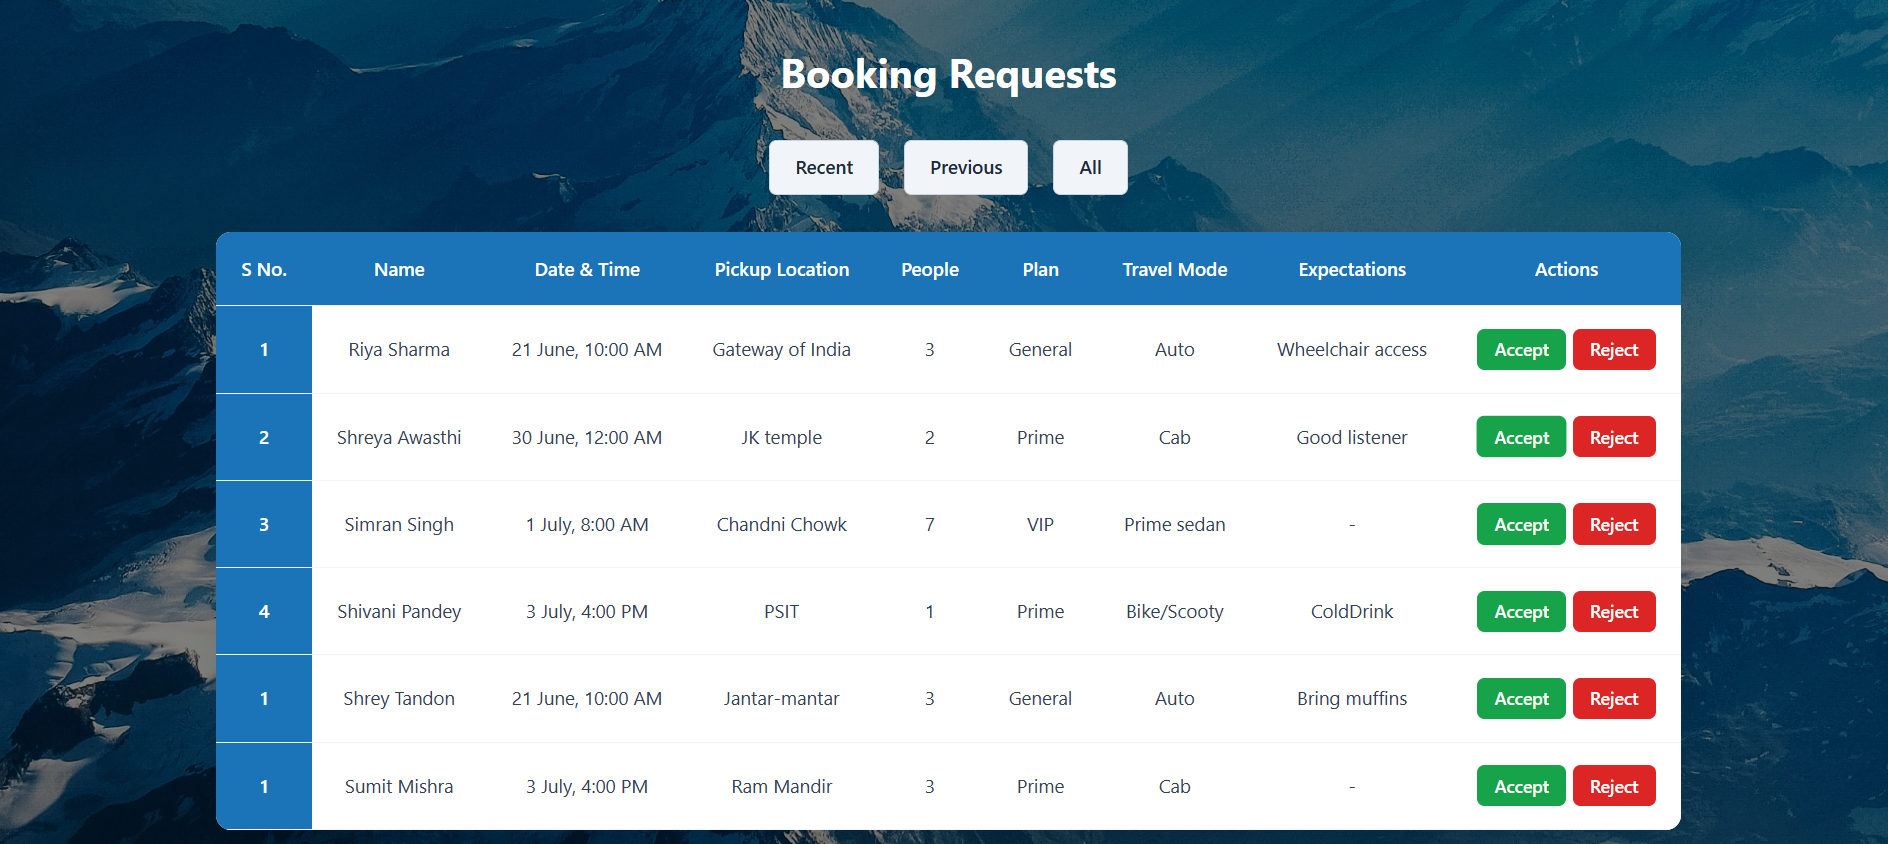 Booking Requests
Recent Previous All
S No. Name Date & Time Pickup Location People Plan Travel Mode Expectations Actions
1 Riya Sharma 21 June, 10:00 AM Gateway of India 3 General Auto Wheelchair access Accept Reject
2 Shreya Awasthi 30 June, 12:00 AM JK temple 2 Prime Cab Good listener Accept Reject
3 Simran Singh 1 July, 8:00 AM Chandni Chowk 7 VIP Prime sedan - Accept Reject
4 Shivani Pandey 3 July, 4:00 PM PSIT 1 Prime Bike/Scooty ColdDrink Accept Reject
1 Shrey Tandon 21 June, 10:00 AM Jantar-mantar 3 General Auto Bring muffins Accept Reject
1 Sumit Mishra 3 July, 4:00 PM Ram Mandir 3 Prime Cab - Accept Reject